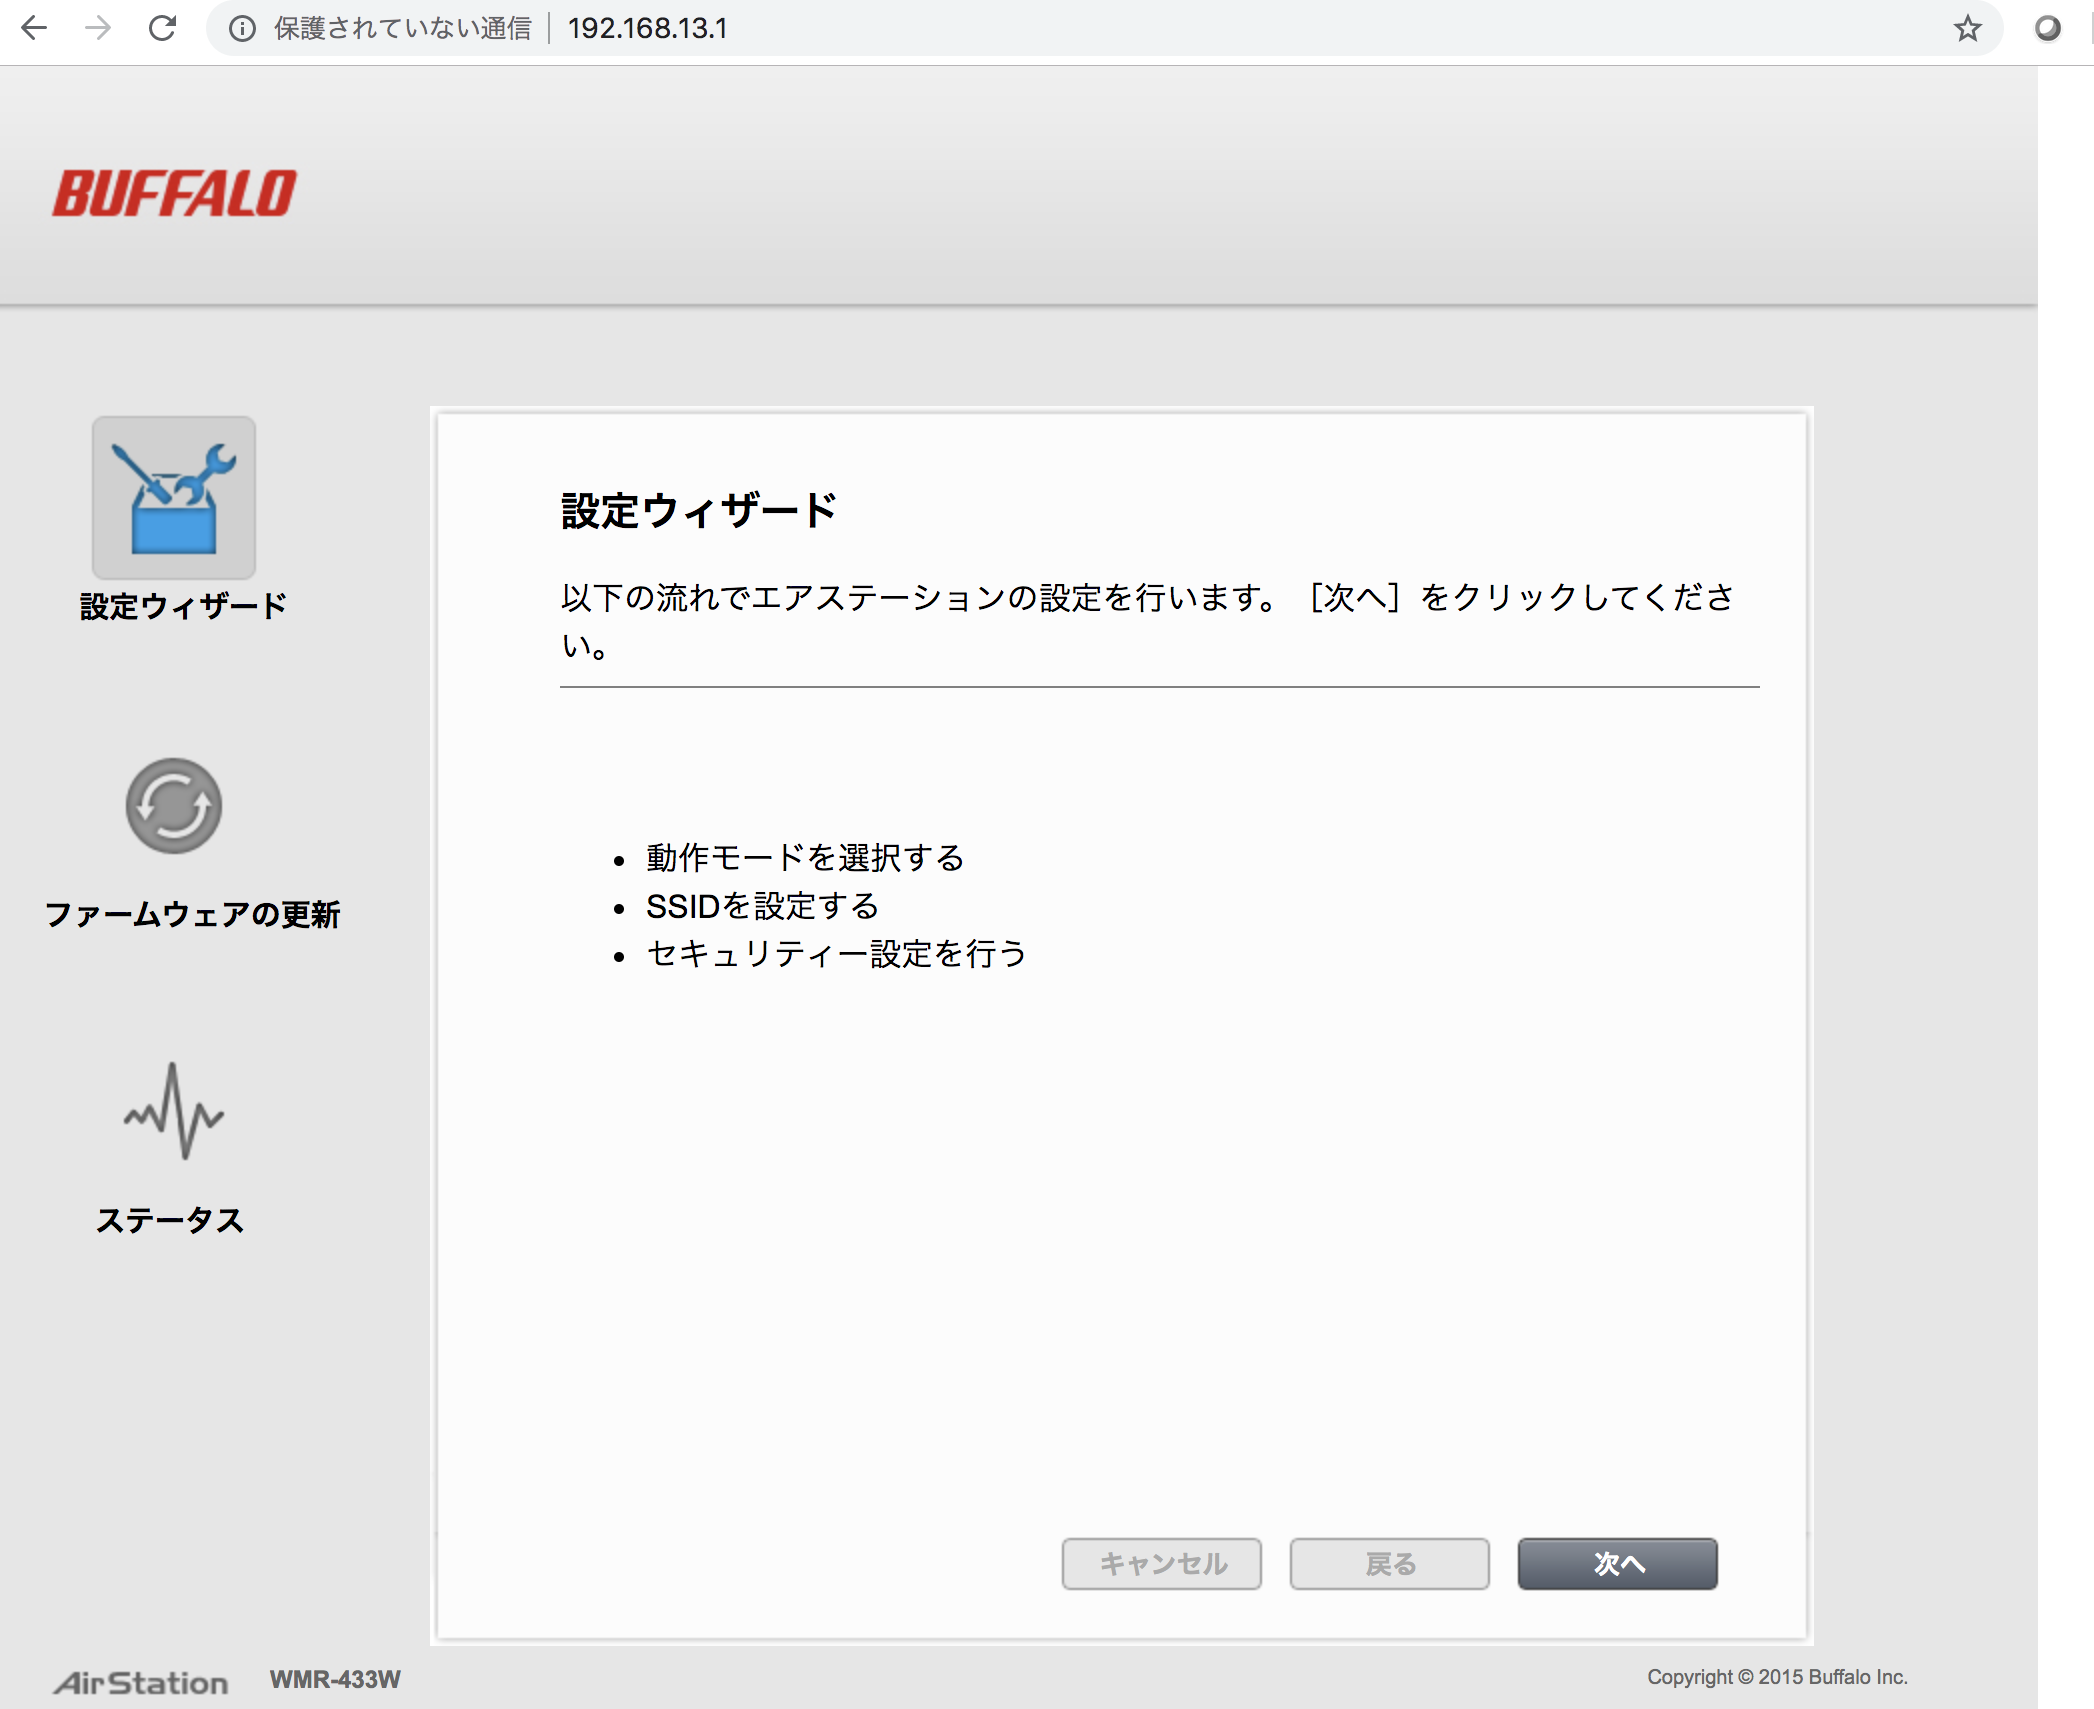 保護されていない通信 192.168.13.1
BUFFALO
設定ウィザード
ファームウェアの更新
ステータス
設定ウィザード
以下の流れでエアステーションの設定を行います。［次へ］をクリックしてくださ
い。
動作モードを選択する
SSIDを設定する
セキュリティー設定を行う
キャンセル 戻る 次へ
AirStation WMR-433W
Copyright © 2015 Buffalo Inc.